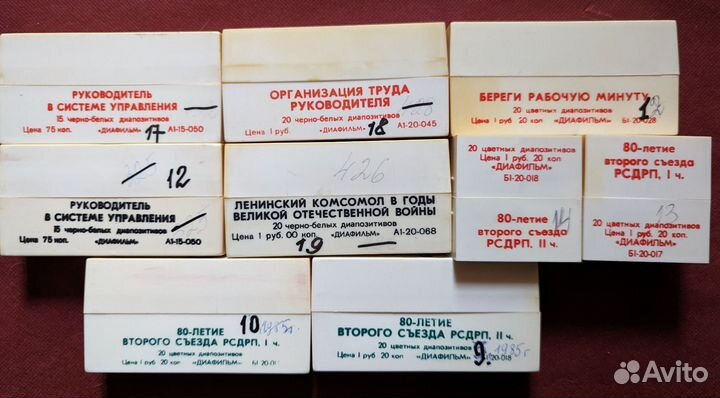 РУКОВОДИТЕЛЬ
В СИСТЕМЕ УПРАВЛЕНИЯ
15 черно-белых диапозитивов
Цена 75 коп. «ДИАФИЛЬМ» А1-15-050
17
ОРГАНИЗАЦИЯ ТРУДА
РУКОВОДИТЕЛЯ
20 черно-белых диапозитивов
Цена 1 руб. «ДИАФИЛЬМ» А1-20-045
18
БЕРЕГИ РАБОЧУЮ МИНУТУ
20 цветных диапозитивов
Цена 1 руб. 20 коп «ДИАФИЛЬМ»
12
12
РУКОВОДИТЕЛЬ
В СИСТЕМЕ УПРАВЛЕНИЯ
15 черно-белых диапозитивов
Цена 75 коп. «ДИАФИЛЬМ» А1-15-050
426
ЛЕНИНСКИЙ КОМСОМОЛ В ГОДЫ
ВЕЛИКОЙ ОТЕЧЕСТВЕННОЙ ВОЙНЫ
20 черно-белых диапозитивов
Цена 1 руб. 00 коп «ДИАФИЛЬМ» А1-20-068
19
20 цветных диапозитивов
Цена 1 руб. 20 коп
«ДИАФИЛЬМ»
Б1-20-018
80-летие
второго съезда
РСДРП. II ч.
14
80-летие
второго съезда
РСДРП, I ч.
13
20 цветных диапозитивов
Цена 1 руб. 20 коп.
«ДИАФИЛЬМ»
Б1-20-017
10 1985г.
80-ЛЕТИЕ
ВТОРОГО СЪЕЗДА РСДРП. I ч.
20 цветных диапозитивов
Цена 1 руб 20 коп «ДИАФИЛЬМ»
80-ЛЕТИЕ
ВТОРОГО СЪЕЗДА РСДРП, II ч.
20 цветных диапозитивов
Цена 1 руб. 20 коп «ДИАФИЛЬМ»
9. 1985г
Avito